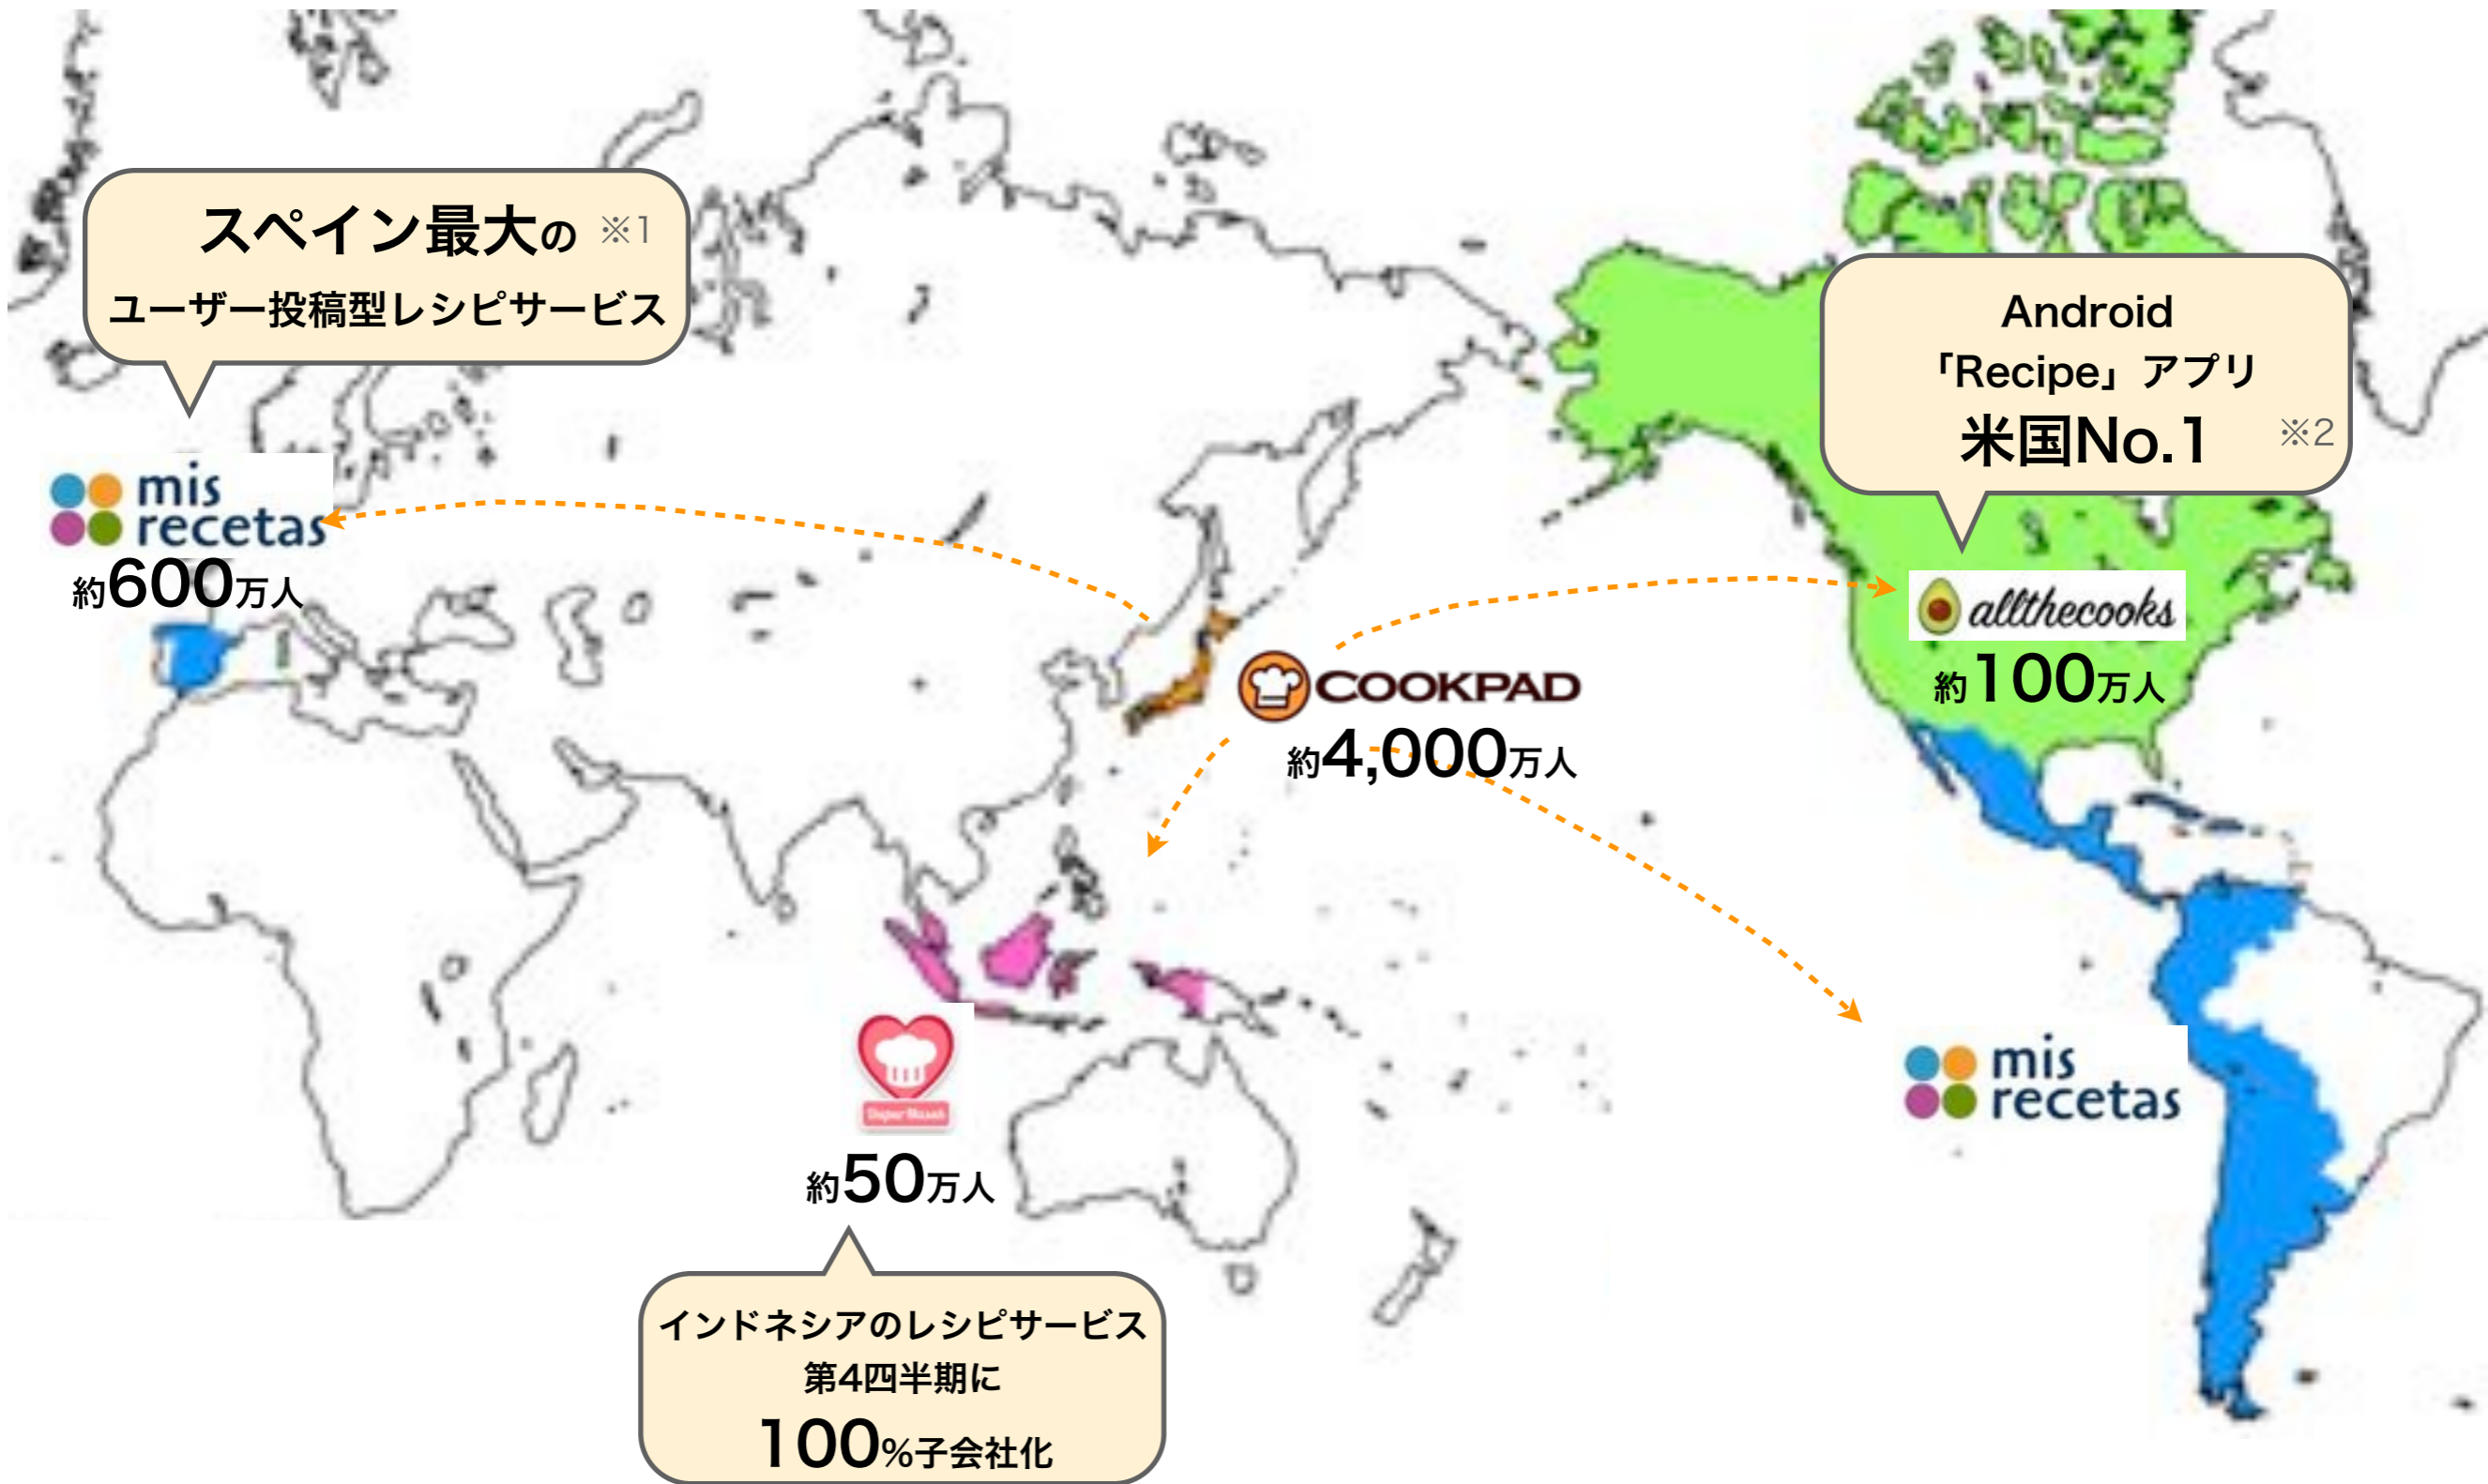 スペイン最大の ※1
ユーザー投稿型レシピサービス
mis
recetas
約600万人
Android
「Recipe」アプリ
米国No.1 ※2
allthecooks
約100万人
COOKPAD
約4,000万人
mis
recetas
約50万人
インドネシアのレシピサービス
第4四半期に
100%子会社化